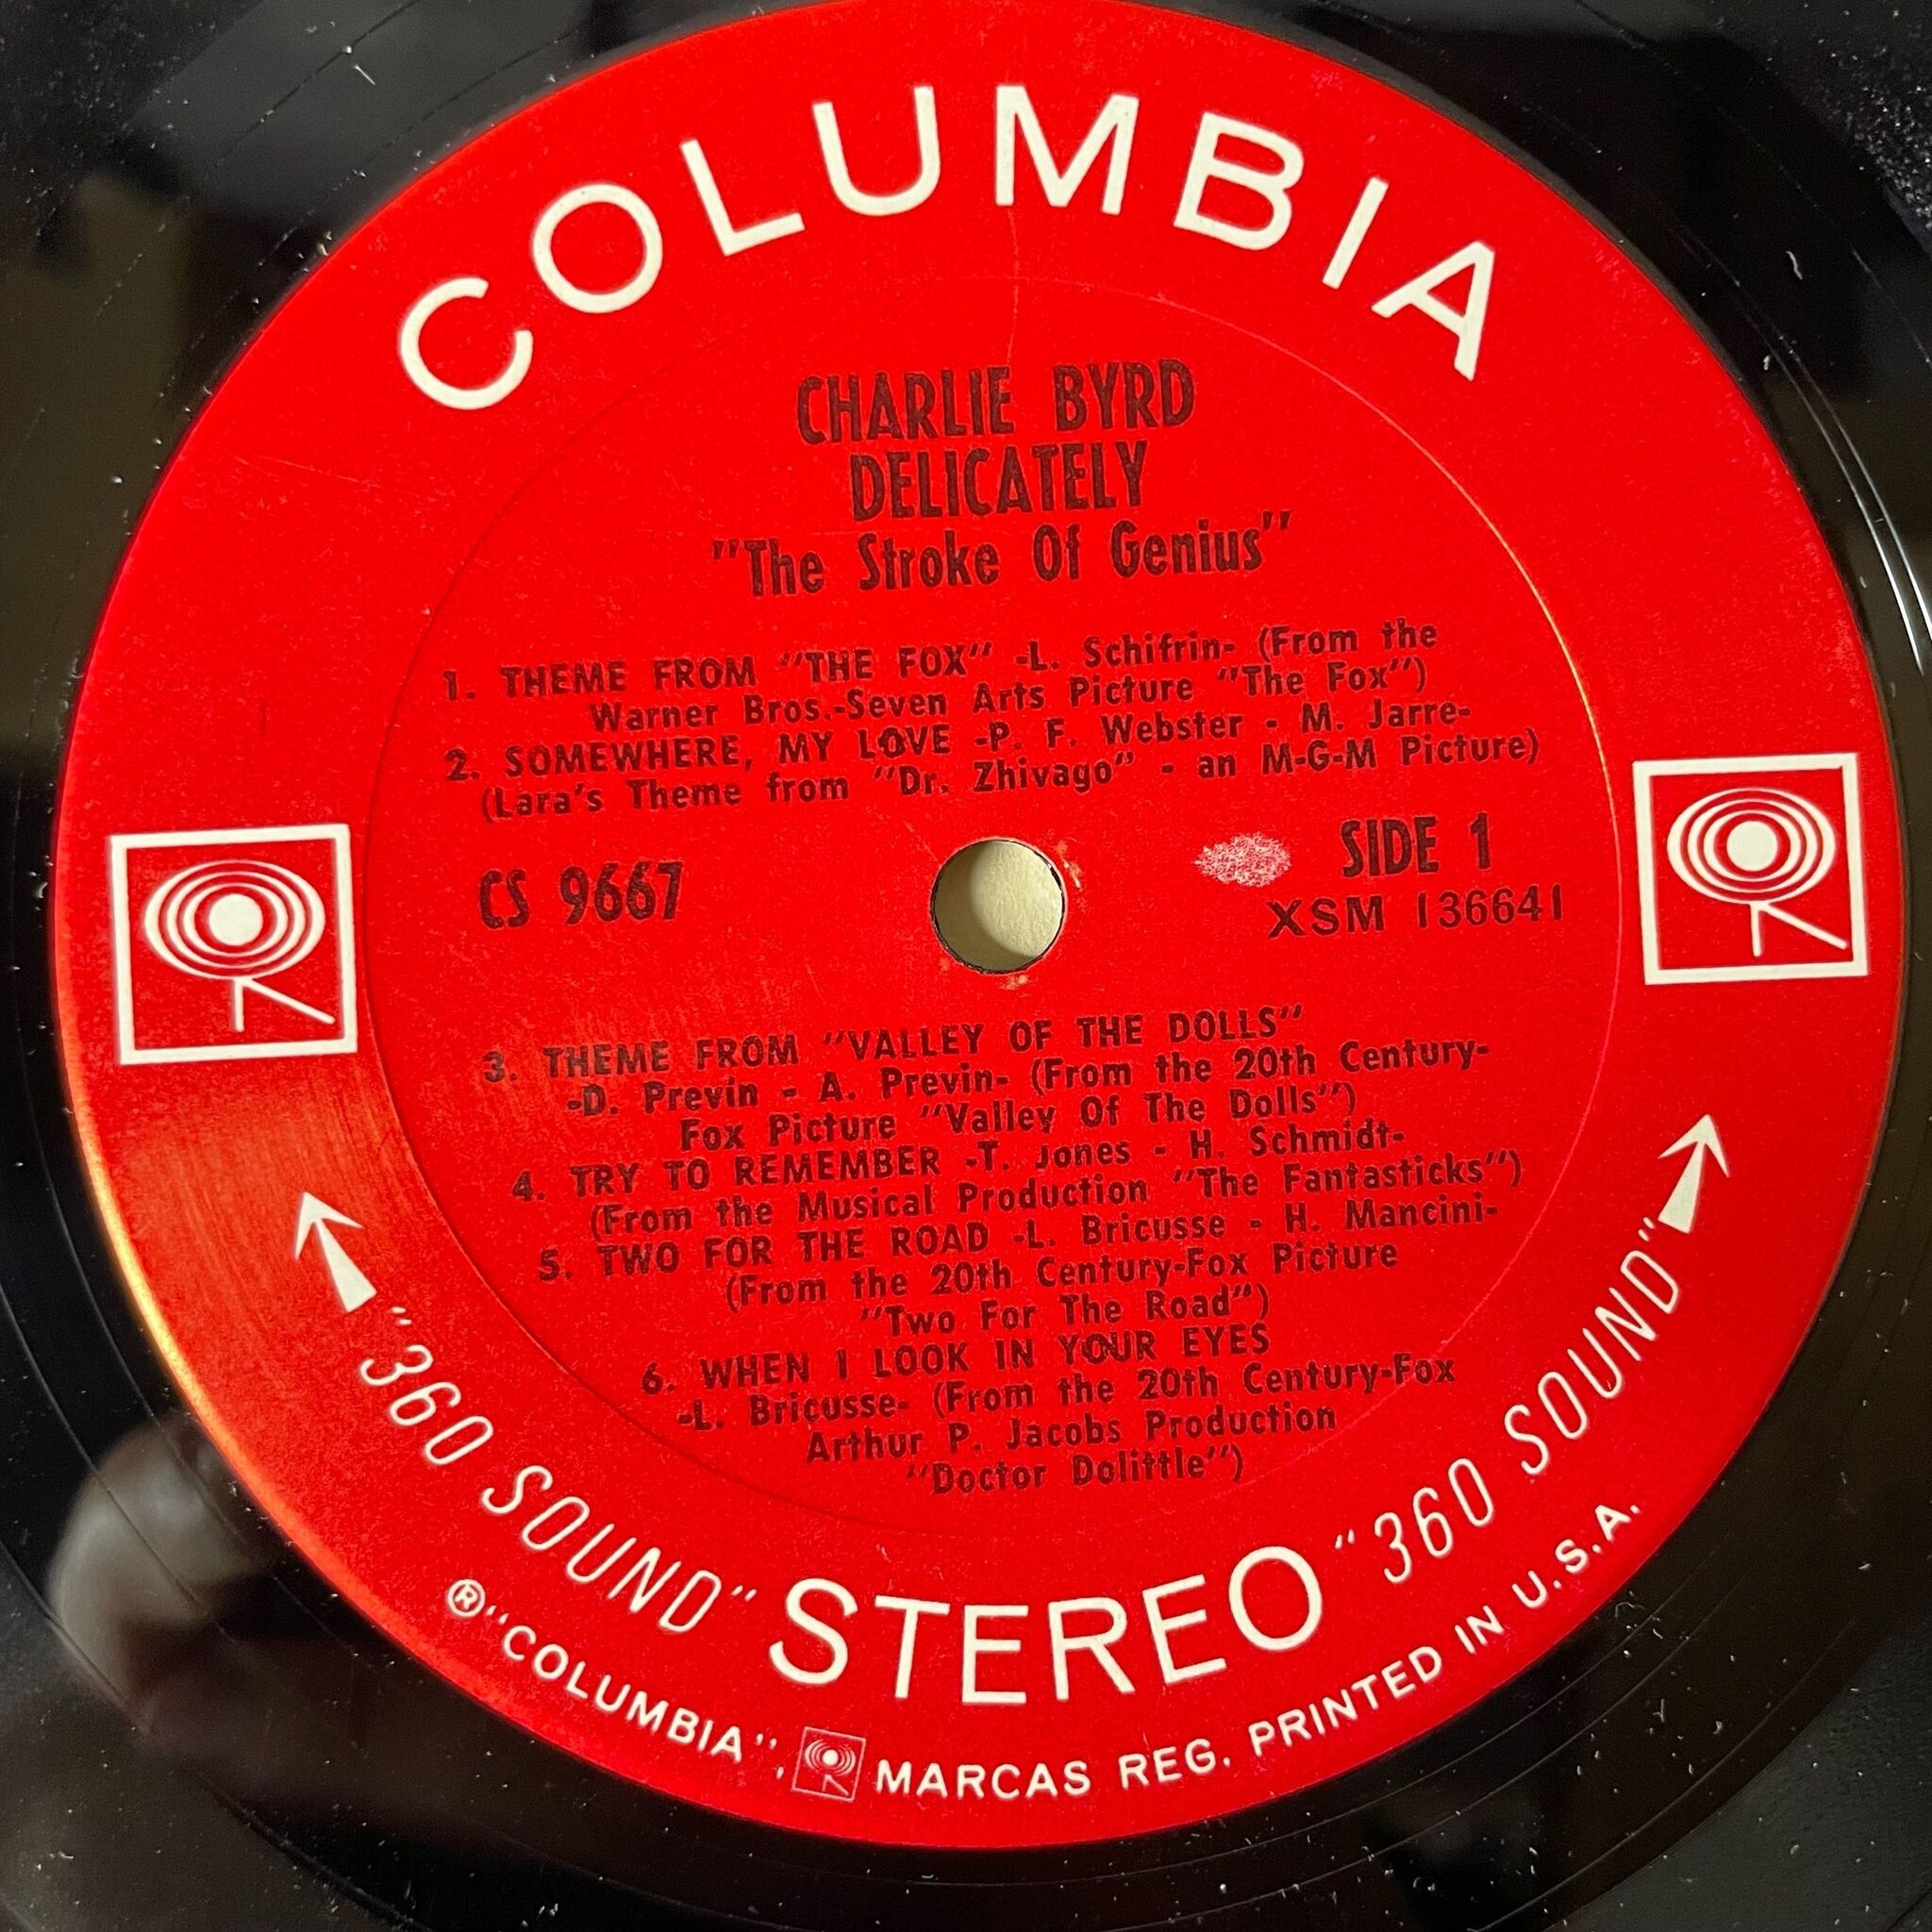 COLUMBIA
CHARLIE BYRD
DELICATELY
"The Stroke Of Genius"
1. THEME FROM "THE FOX" -L. Schifrin- (From the
Warner Bros.-Seven Arts Picture "The Fox")
2. SOMEWHERE, MY LOVE -P. F. Webster - M. Jarre-
(Lara's Theme from "Dr. Zhivago" - an M-G-M Picture)
CS 9667
SIDE 1
XSM 136641
3. THEME FROM "VALLEY OF THE DOLLS"
-D. Previn - A. Previn- (From the 20th Century-
Fox Picture "Valley Of The Dolls")
4. TRY TO REMEMBER -T. Jones - H. Schmidt-
(From the Musical Production "The Fantasticks")
5. TWO FOR THE ROAD -L. Bricusse - H. Mancini-
(From the 20th Century-Fox Picture
"Two For The Road")
6. WHEN I LOOK IN YOUR EYES
-L. Bricusse- (From the 20th Century-Fox
Arthur P. Jacobs Production
"Doctor Dolittle")
"360 SOUND" STEREO "360 SOUND"
® "COLUMBIA", MARCAS REG. PRINTED IN U.S.A.